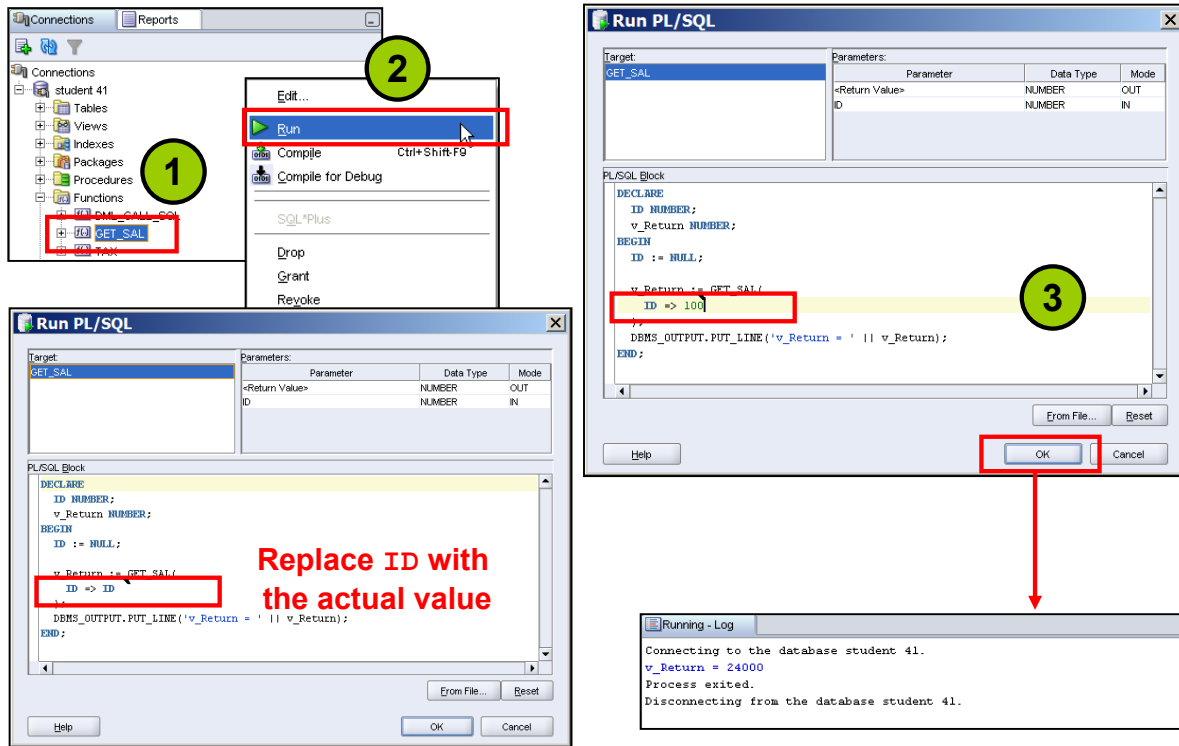 Connections Reports
Connections
student 41
Tables
Views
Indexes
Packages
Procedures
Functions
DML_CALL_SQL
GET_SAL
TAX
1
2
Edit...
Run
Compile Ctrl+Shift-F9
Compile for Debug
SQL*Plus
Drop
Grant
Revoke
Run PL/SQL
Target:
GET_SAL
Parameters:
Parameter Data Type Mode
<Return Value> NUMBER OUT
ID NUMBER IN
PL/SQL Block
DECLARE
ID NUMBER;
v_Return NUMBER;
BEGIN
ID := NULL;
v_Return := GET_SAL(
ID => ID
);
DBMS_OUTPUT.PUT_LINE('v_Return = ' || v_Return);
END;
Replace ID with
the actual value
From File... Reset
Help OK Cancel
Run PL/SQL
Target:
GET_SAL
Parameters:
Parameter Data Type Mode
<Return Value> NUMBER OUT
ID NUMBER IN
PL/SQL Block
DECLARE
ID NUMBER;
v_Return NUMBER;
BEGIN
ID := NULL;
v_Return := GET_SAL(
ID => 100
);
DBMS_OUTPUT.PUT_LINE('v_Return = ' || v_Return);
END;
3
From File... Reset
Help OK Cancel
Running - Log
Connecting to the database student 41.
v_Return = 24000
Process exited.
Disconnecting from the database student 41.